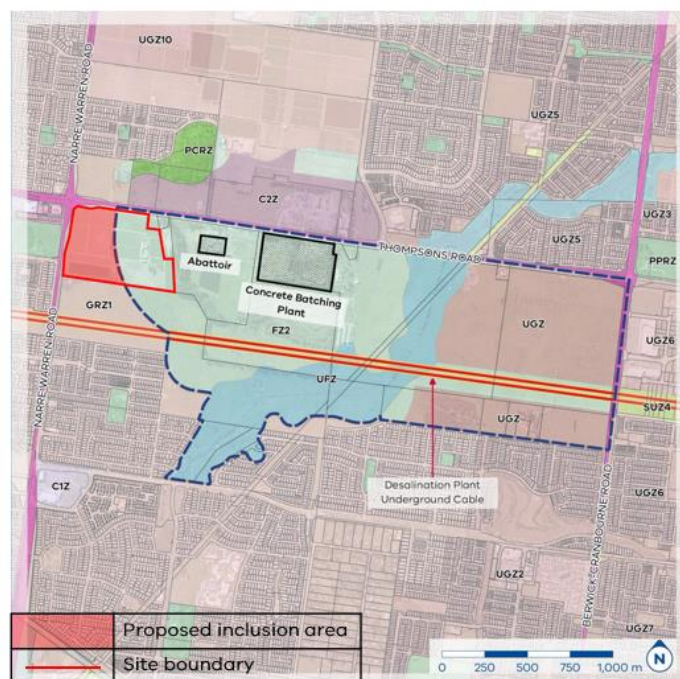 UGZ10
NARRE WARREN ROAD
UGZ5
PCRZ
C2Z
UGZ3
THOMPSONS ROAD
UGZ5
PPRZ
Abattoir
Concrete Batching
Plant
GRZ1
FZ2
UGZ
UGZ6
UFZ
SUZ4
NARRE WARREN ROAD
UGZ
C1Z
Desalination Plant
Underground Cable
UGZ6
BERWICK-CRANBOURNE ROAD
UGZ2
UGZ7
Proposed inclusion area
Site boundary
0 250 500 750 1,000 m
N